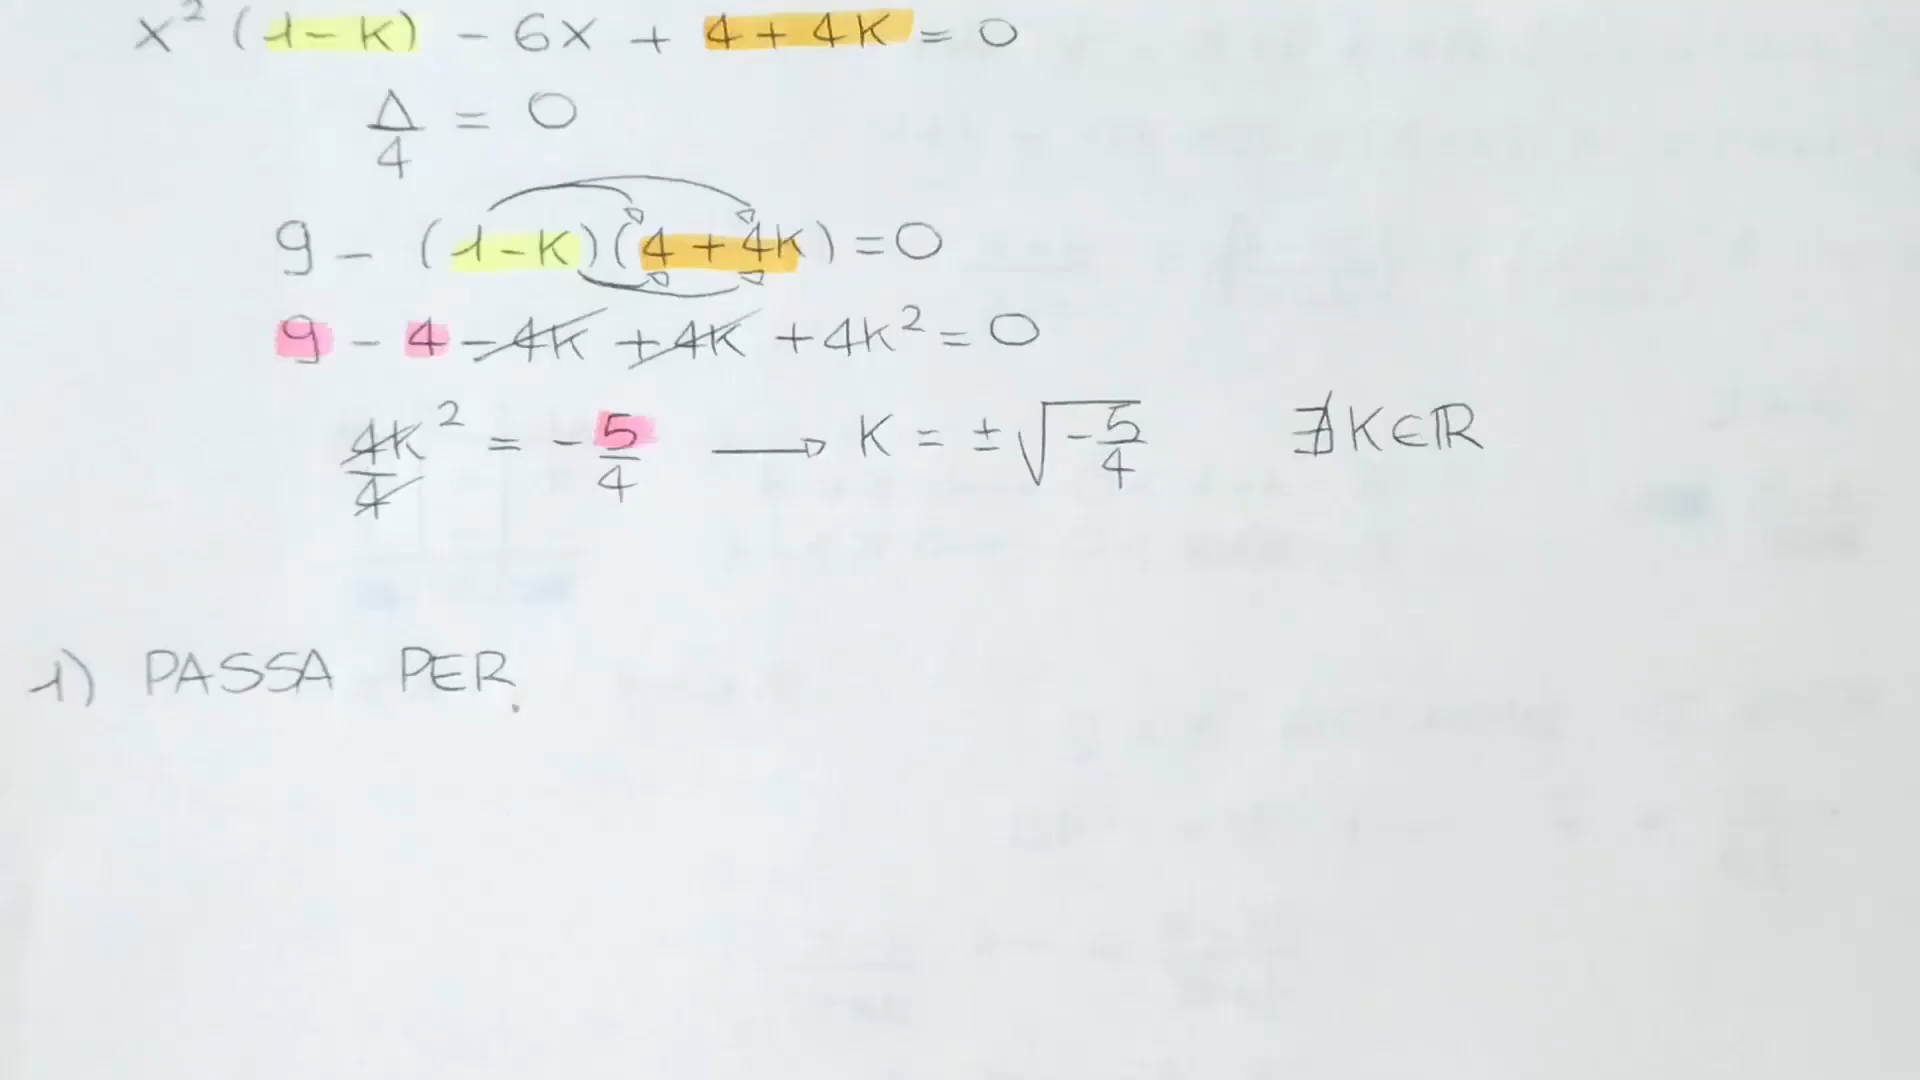 x² (1-K) - 6x + 4 + 4K = 0
Δ/4 = 0
9 - (1-K)(4 + 4K) = 0
9 - 4 - 4K + 4K + 4K² = 0
4K²/4 = - 5/4 → K = ± √(-5/4) ∄ K ∈ ℝ
1) PASSA PER